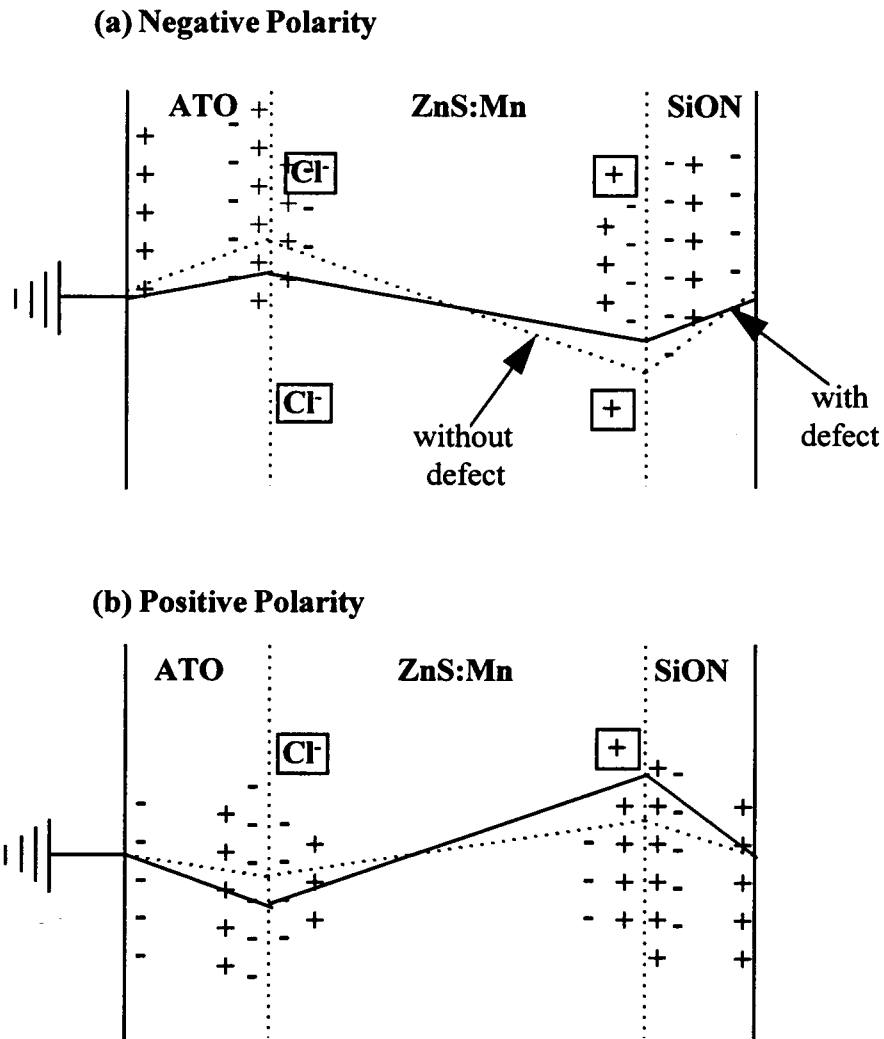 (a) Negative Polarity
ATO ZnS:Mn SiON
Cl⁻ +
Cl⁻ +
without defect
with defect
(b) Positive Polarity
ATO ZnS:Mn SiON
Cl⁻ +